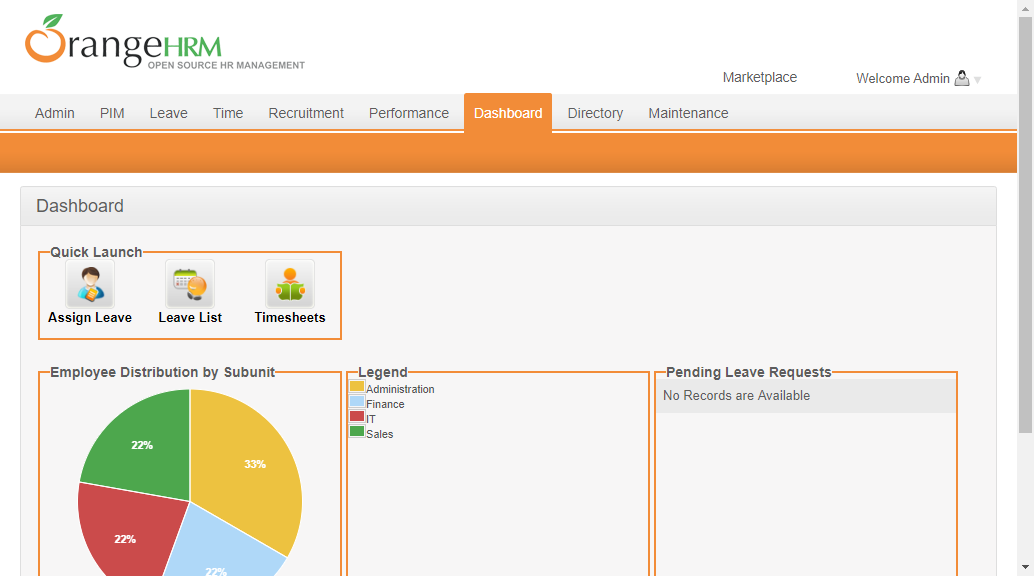 OrangeHRM
OPEN SOURCE HR MANAGEMENT
Marketplace
Welcome Admin
Admin PIM Leave Time Recruitment Performance Dashboard Directory Maintenance
Dashboard
Quick Launch
Assign Leave Leave List Timesheets
Employee Distribution by Subunit
22%
33%
22%
22%
Legend
Administration
Finance
IT
Sales
Pending Leave Requests
No Records are Available